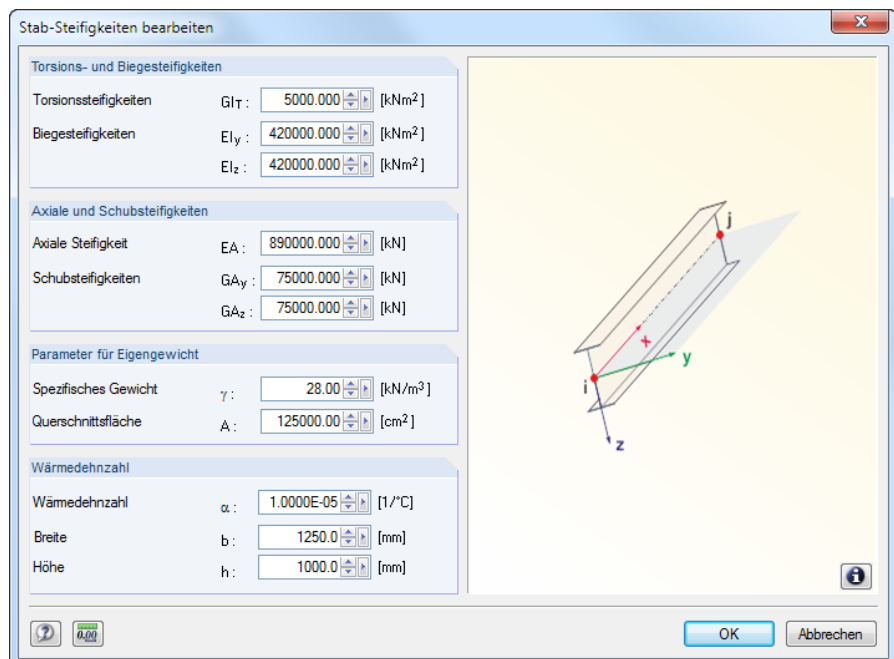 Stab-Steifigkeiten bearbeiten
Torsions- und Biegesteifigkeiten
Torsionssteifigkeiten GIT : 5000.000 [kNm²]
Biegesteifigkeiten EIy : 420000.000 [kNm²]
EIz : 420000.000 [kNm²]
Axiale und Schubsteifigkeiten
Axiale Steifigkeit EA : 890000.000 [kN]
Schubsteifigkeiten GAy : 75000.000 [kN]
GAz : 75000.000 [kN]
Parameter für Eigengewicht
Spezifisches Gewicht γ : 28.00 [kN/m³]
Querschnittsfläche A : 125000.00 [cm²]
Wärmedehnzahl
Wärmedehnzahl α : 1.0000E-05 [1/°C]
Breite b : 1250.0 [mm]
Höhe h : 1000.0 [mm]
j
x
y
i
z
0.00
OK Abbrechen